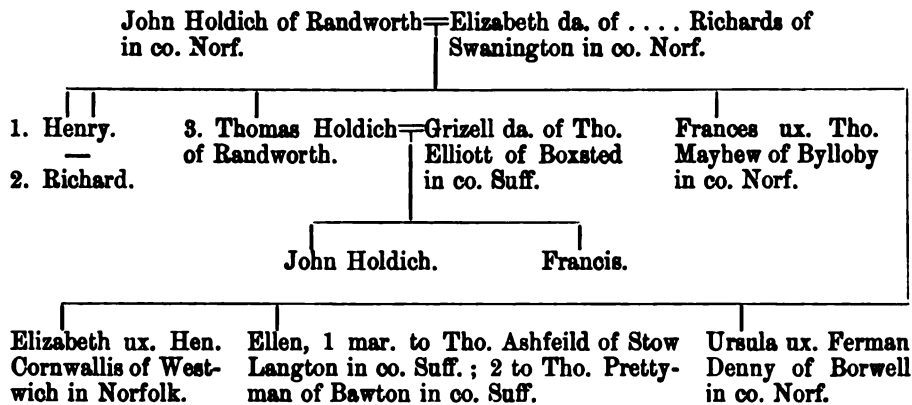 John Holdich of Randworth
in co. Norf.
Elizabeth da. of .... Richards of
Swanington in co. Norf.
1. Henry.
2. Richard.
3. Thomas Holdich
of Randworth.
Grizell da. of Tho.
Elliott of Boxsted
in co. Suff.
Frances ux. Tho.
Mayhew of Bylloby
in co. Norf.
John Holdich.
Francis.
Elizabeth ux. Hen.
Cornwallis of West-
wich in Norfolk.
Ellen, 1 mar. to Tho. Ashfeild of Stow
Langton in co. Suff.; 2 to Tho. Pretty-
man of Bawton in co. Suff.
Ursula ux. Ferman
Denny of Borwell
in co. Norf.